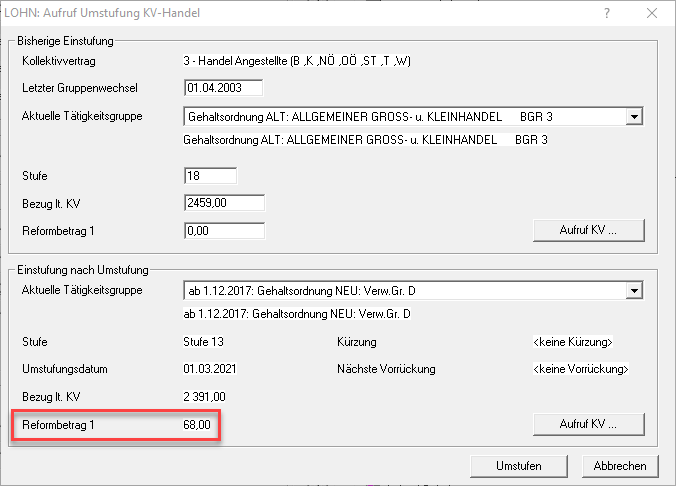 LOHN: Aufruf Umstufung KV-Handel
Bisherige Einstufung
Kollektivvertrag 3 - Handel Angestellte (B ,K ,NÖ ,OÖ ,ST ,T ,W)
Letzter Gruppenwechsel 01.04.2003
Aktuelle Tätigkeitsgruppe Gehaltsordnung ALT: ALLGEMEINER GROSS- u. KLEINHANDEL BGR 3
Gehaltsordnung ALT: ALLGEMEINER GROSS- u. KLEINHANDEL BGR 3
Stufe 18
Bezug lt. KV 2459,00
Reformbetrag 1 0,00 Aufruf KV ...
Einstufung nach Umstufung
Aktuelle Tätigkeitsgruppe ab 1.12.2017: Gehaltsordnung NEU: Verw.Gr. D
ab 1.12.2017: Gehaltsordnung NEU: Verw.Gr. D
Stufe Stufe 13 Kürzung <keine Kürzung>
Umstufungsdatum 01.03.2021 Nächste Vorrückung <keine Vorrückung>
Bezug lt. KV 2 391,00
Reformbetrag 1 68,00 Aufruf KV ...
Umstufen Abbrechen